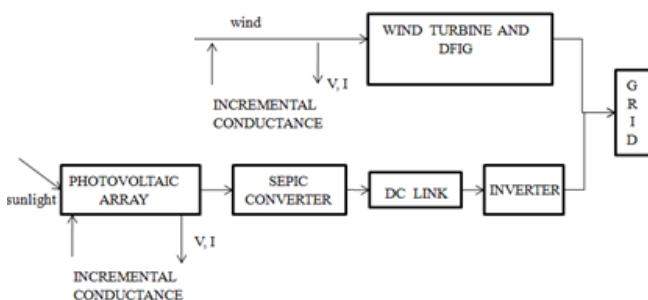 wind
WIND TURBINE AND
DFIG
V, I
INCREMENTAL
CONDUCTANCE
G
R
I
D
sunlight
PHOTOVOLTAIC
ARRAY
SEPIC
CONVERTER
DC LINK
INVERTER
V, I
INCREMENTAL
CONDUCTANCE